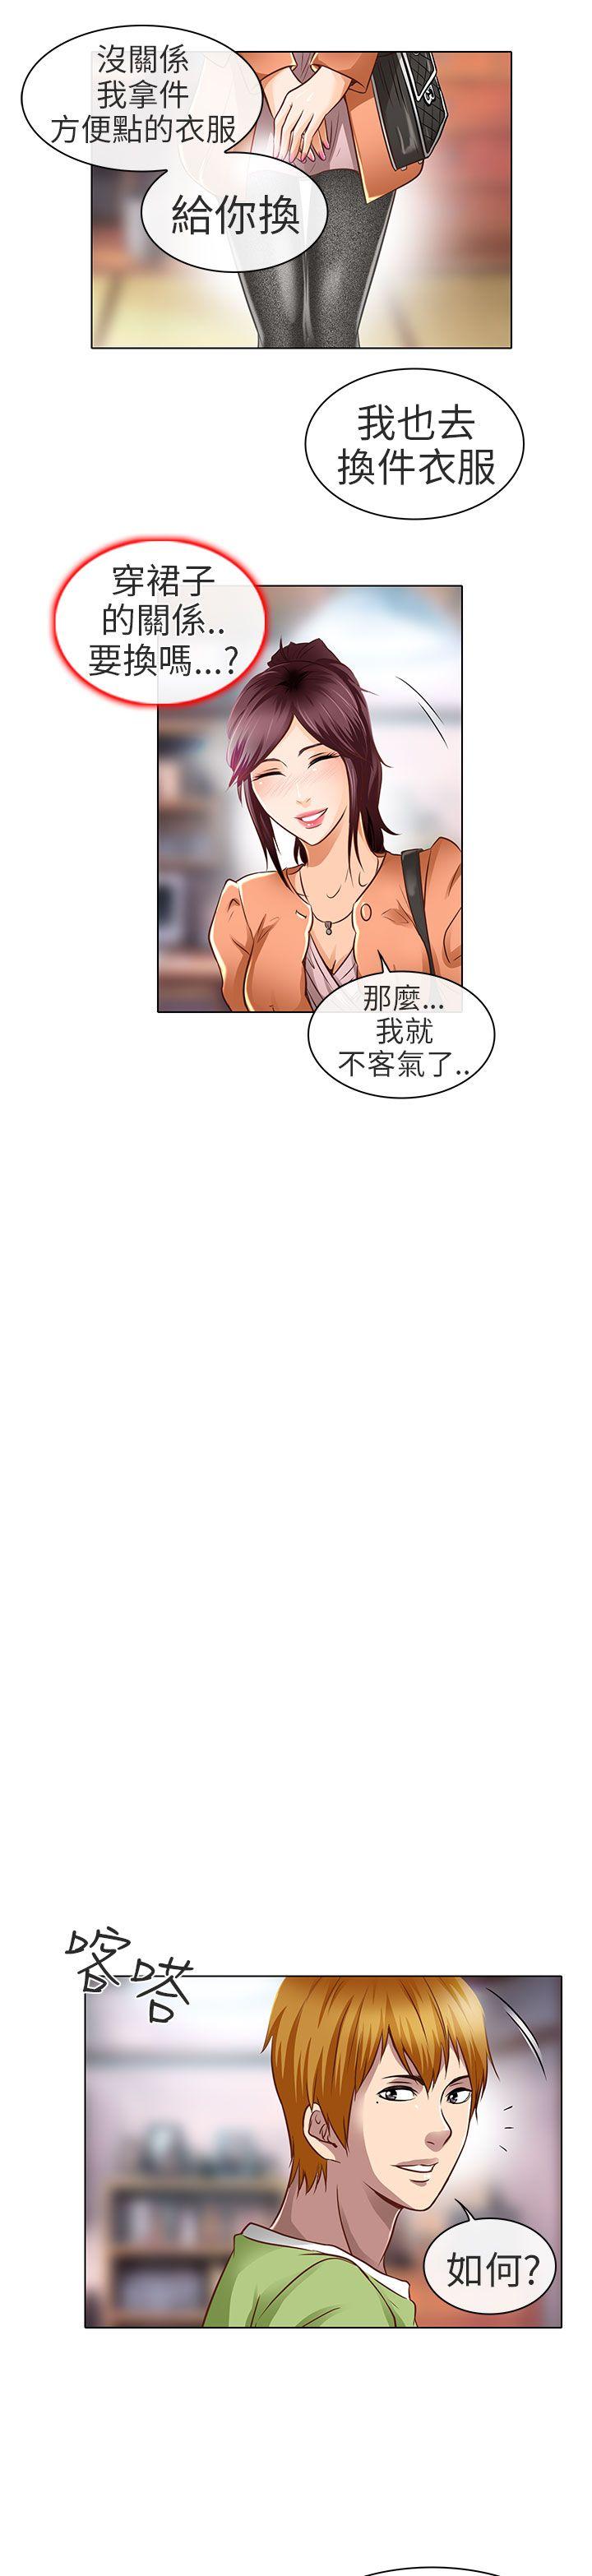 沒關係
我拿件
方便點的衣服
給你換
我也去
換件衣服
穿裙子
的關係..
要換嗎...?
那麼...
我就
不客氣了..
喀嗒
如何?